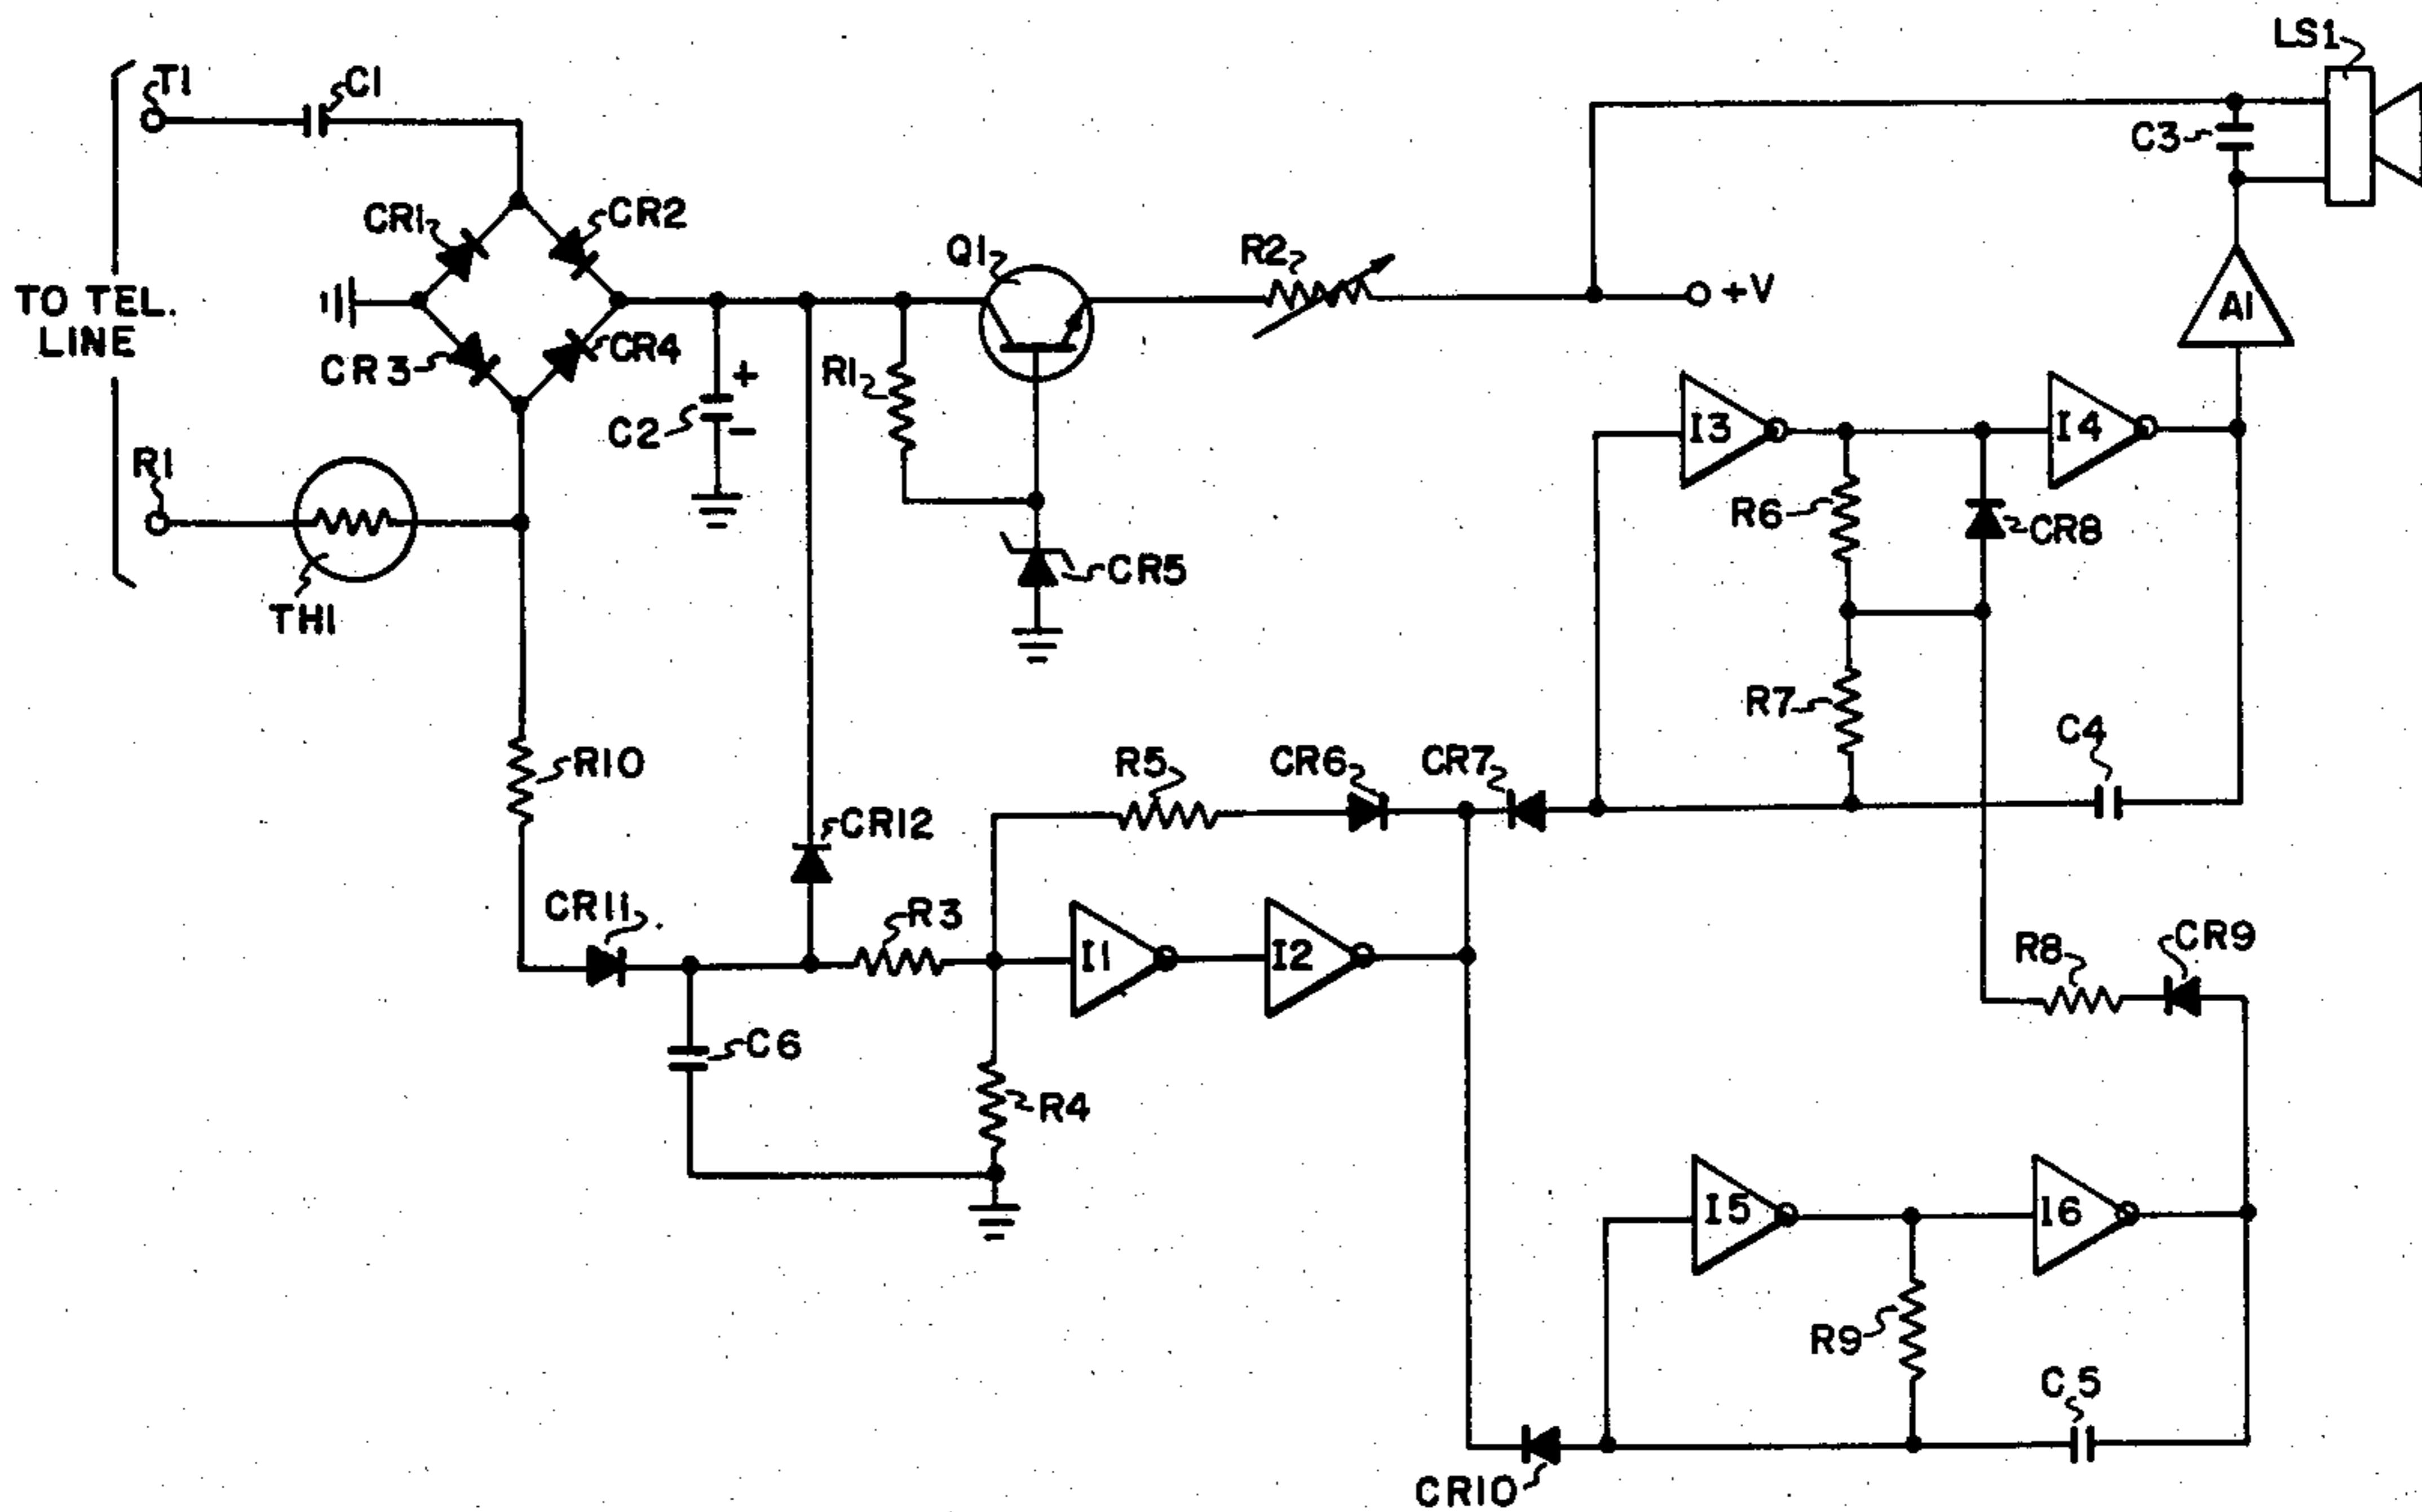 LS1
T1
C1
C3
CR1
CR2
Q1
R2
+V
A1
TO TEL.
LINE
CR3
CR4
R1
+
C2
-
I3
I4
R1
R6
CR8
CR5
TH1
R7
C4
R10
R5
CR6
CR7
CR12
CR11
R3
I1
I2
R8
CR9
C6
R4
I5
I6
R9
C5
CR10